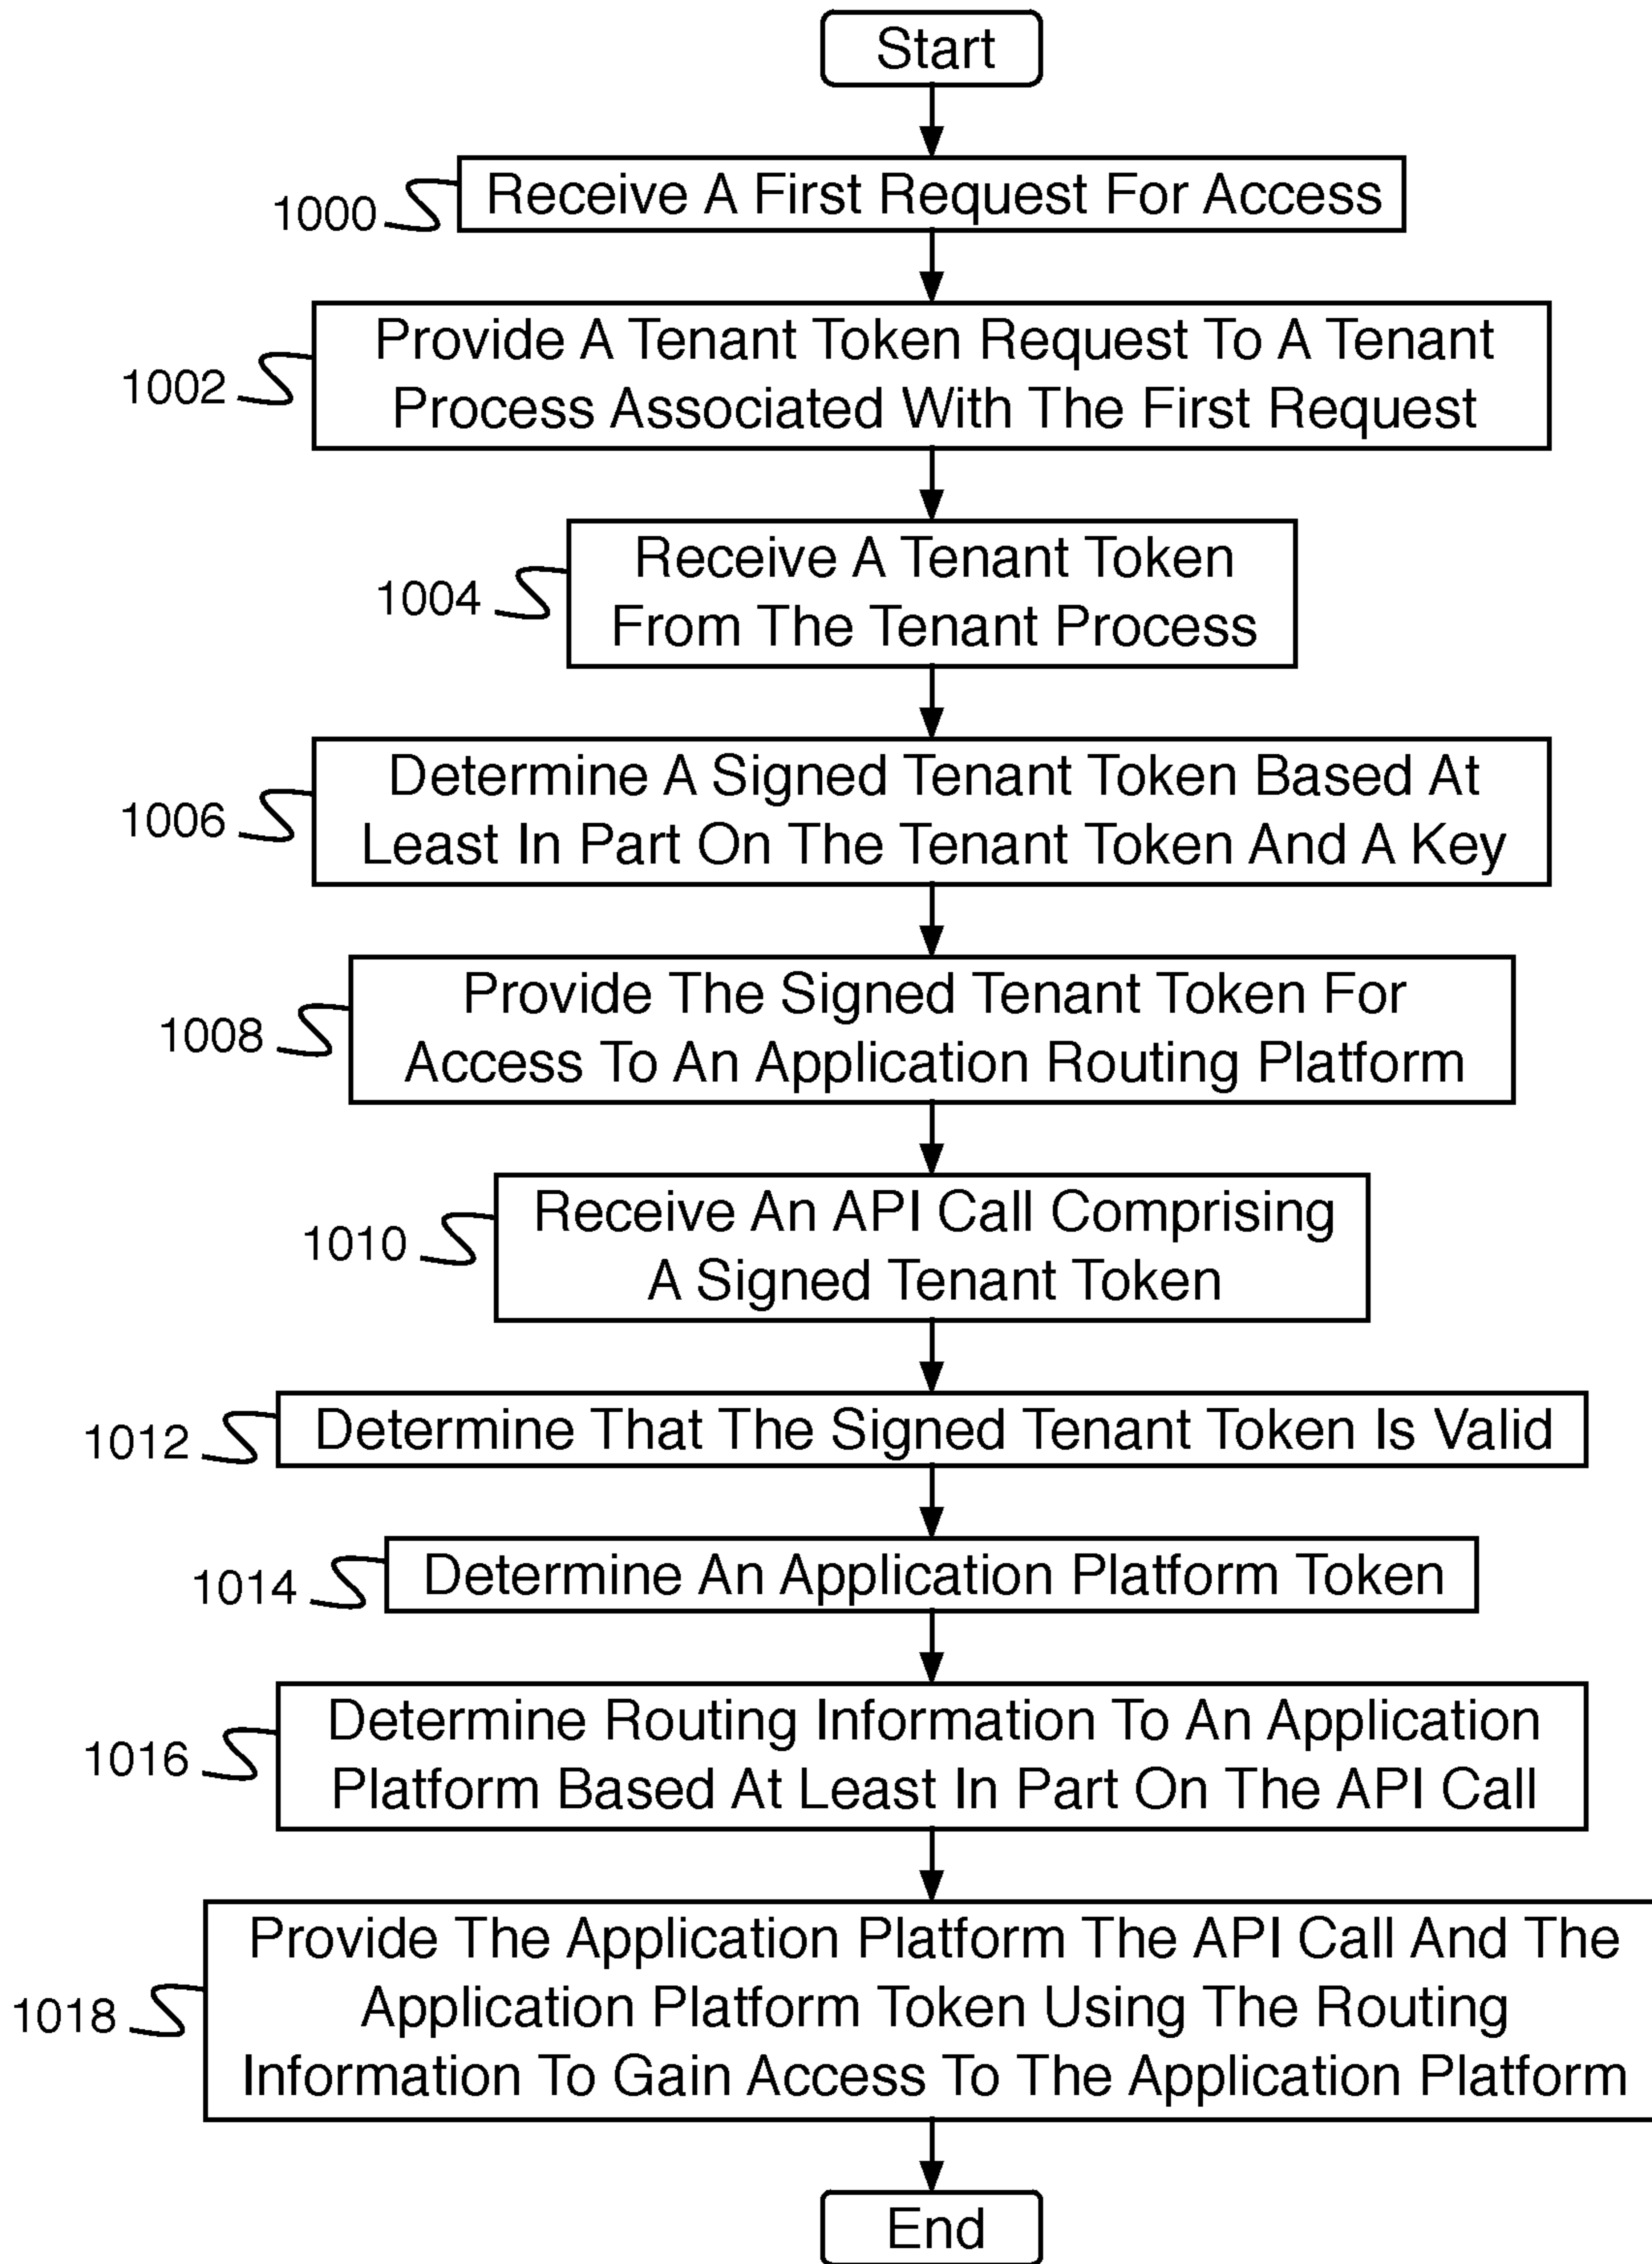 Start
1000
Receive A First Request For Access
1002
Provide A Tenant Token Request To A Tenant
Process Associated With The First Request
1004
Receive A Tenant Token
From The Tenant Process
1006
Determine A Signed Tenant Token Based At
Least In Part On The Tenant Token And A Key
1008
Provide The Signed Tenant Token For
Access To An Application Routing Platform
1010
Receive An API Call Comprising
A Signed Tenant Token
1012
Determine That The Signed Tenant Token Is Valid
1014
Determine An Application Platform Token
1016
Determine Routing Information To An Application
Platform Based At Least In Part On The API Call
1018
Provide The Application Platform The API Call And The
Application Platform Token Using The Routing
Information To Gain Access To The Application Platform
End